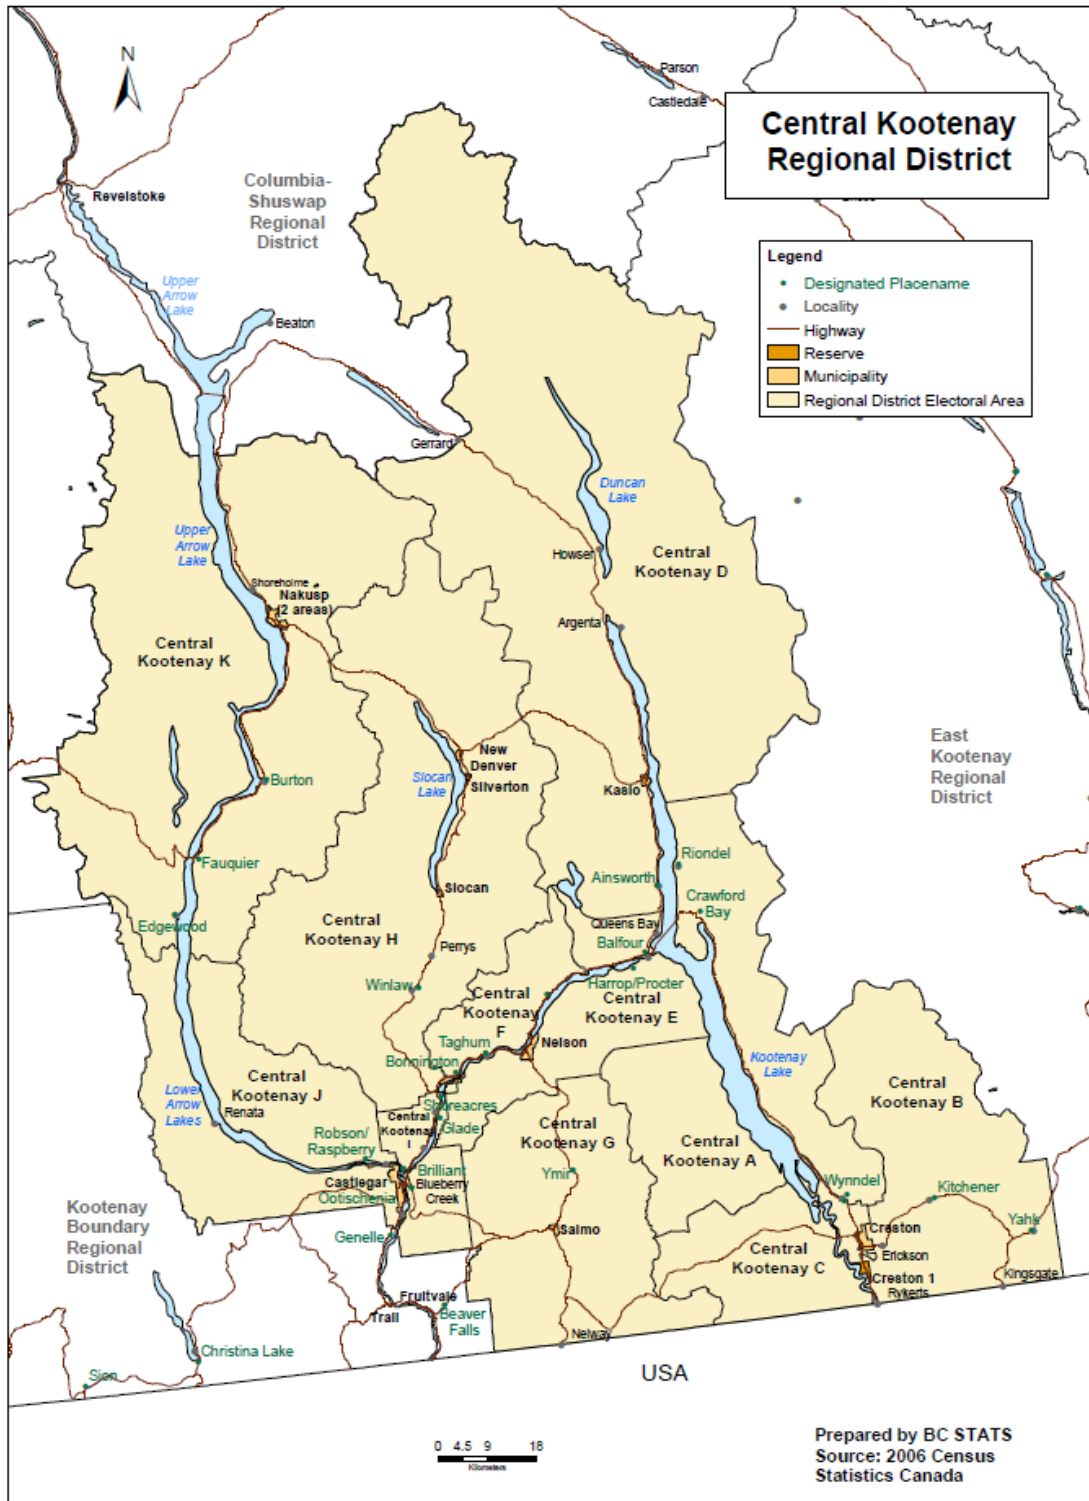 N
Parson
Castledale
Central Kootenay
Regional District
Revelstoke
Columbia-
Shuswap
Regional
District
Legend
Designated Placename
Locality
Highway
Reserve
Municipality
Regional District Electoral Area
Upper
Arrow
Lake
Beaton
Gerrard
Duncan
Lake
Upper
Arrow
Lake
Howser
Central
Kootenay D
Shoreholme
Nakusp
(2 areas)
Argenta
Central
Kootenay K
New
Denver
Silverton
Slocan
Lake
Kaslo
East
Kootenay
Regional
District
Burton
Fauquier
Riondel
Ainsworth
Slocan
Crawford
Bay
Edgewood
Central
Kootenay H
Queens Bay
Balfour
Perrys
Winlaw
Harrop/Procter
Central
Kootenay
F
Central
Kootenay E
Taghum
Nelson
Bonnington
Kootenay
Lake
Central
Kootenay J
Lower
Arrow
Lakes
Renata
Shoreacres
Glade
Central
Kootenay
I
Central
Kootenay G
Central
Kootenay B
Central
Kootenay A
Robson/
Raspberry
Brilliant
Ymir
Castlegar
Blueberry
Creek
Ootischenia
Wynndel
Kitchener
Yahk
Kootenay
Boundary
Regional
District
Genelle
Salmo
Creston
Erickson
Central
Kootenay C
Creston 1
Rykerts
Kingsgate
Fruitvale
Trail
Beaver
Falls
Nelway
Christina Lake
Sion
USA
0 4.5 9 18
Kilometers
Prepared by BC STATS
Source: 2006 Census
Statistics Canada